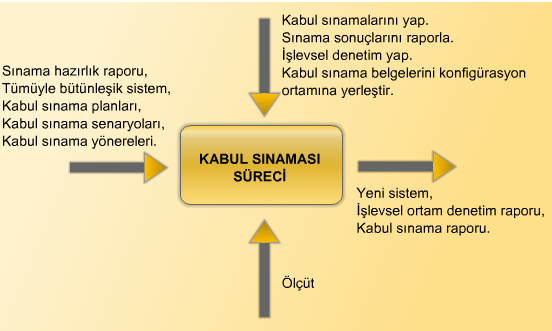 Kabul sınamalarını yap.
Sınama sonuçlarını raporla.
İşlevsel denetim yap.
Kabul sınama belgelerini konfigürasyon
ortamına yerleştir.
Sınama hazırlık raporu,
Tümüyle bütünleşik sistem,
Kabul sınama planları,
Kabul sınama senaryoları,
Kabul sınama yönereleri.
KABUL SINAMASI
SÜRECİ
Yeni sistem,
İşlevsel ortam denetim raporu,
Kabul sınama raporu.
Ölçüt